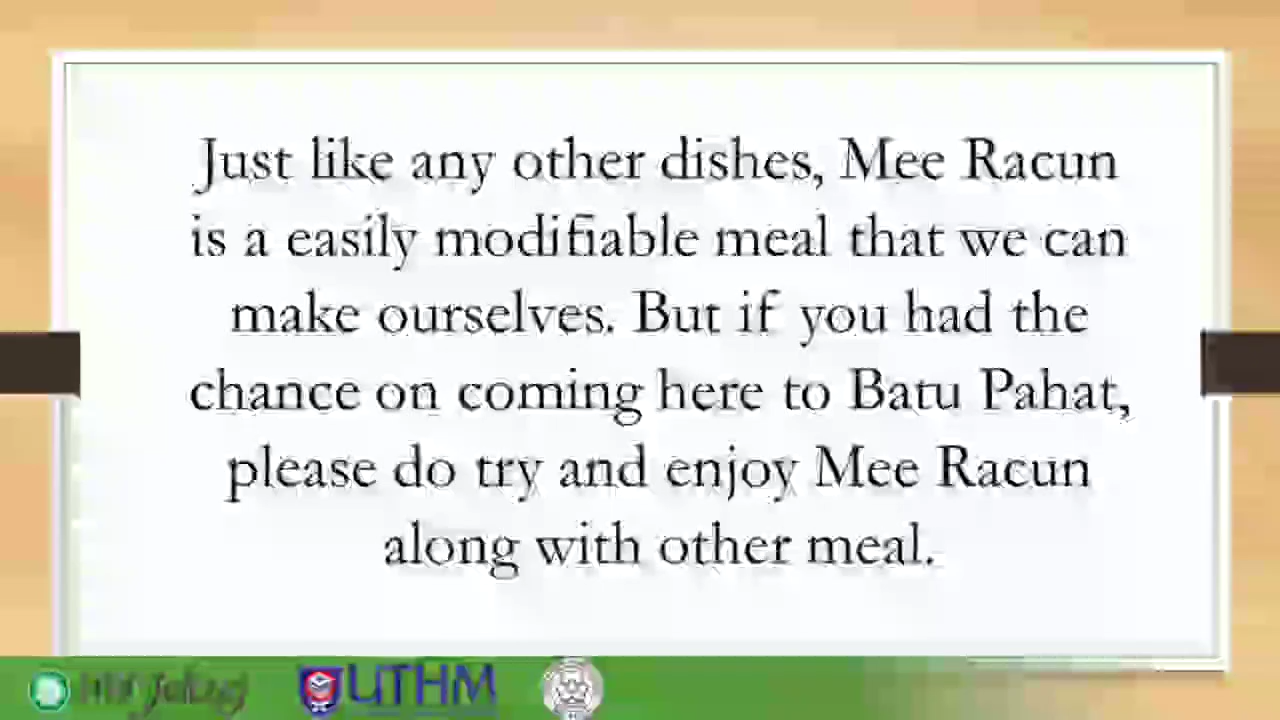 Just like any other dishes, Mee Racun
is a easily modifiable meal that we can
make ourselves. But if you had the
chance on coming here to Batu Pahat,
please do try and enjoy Mee Racun
along with other meal.
UTHM